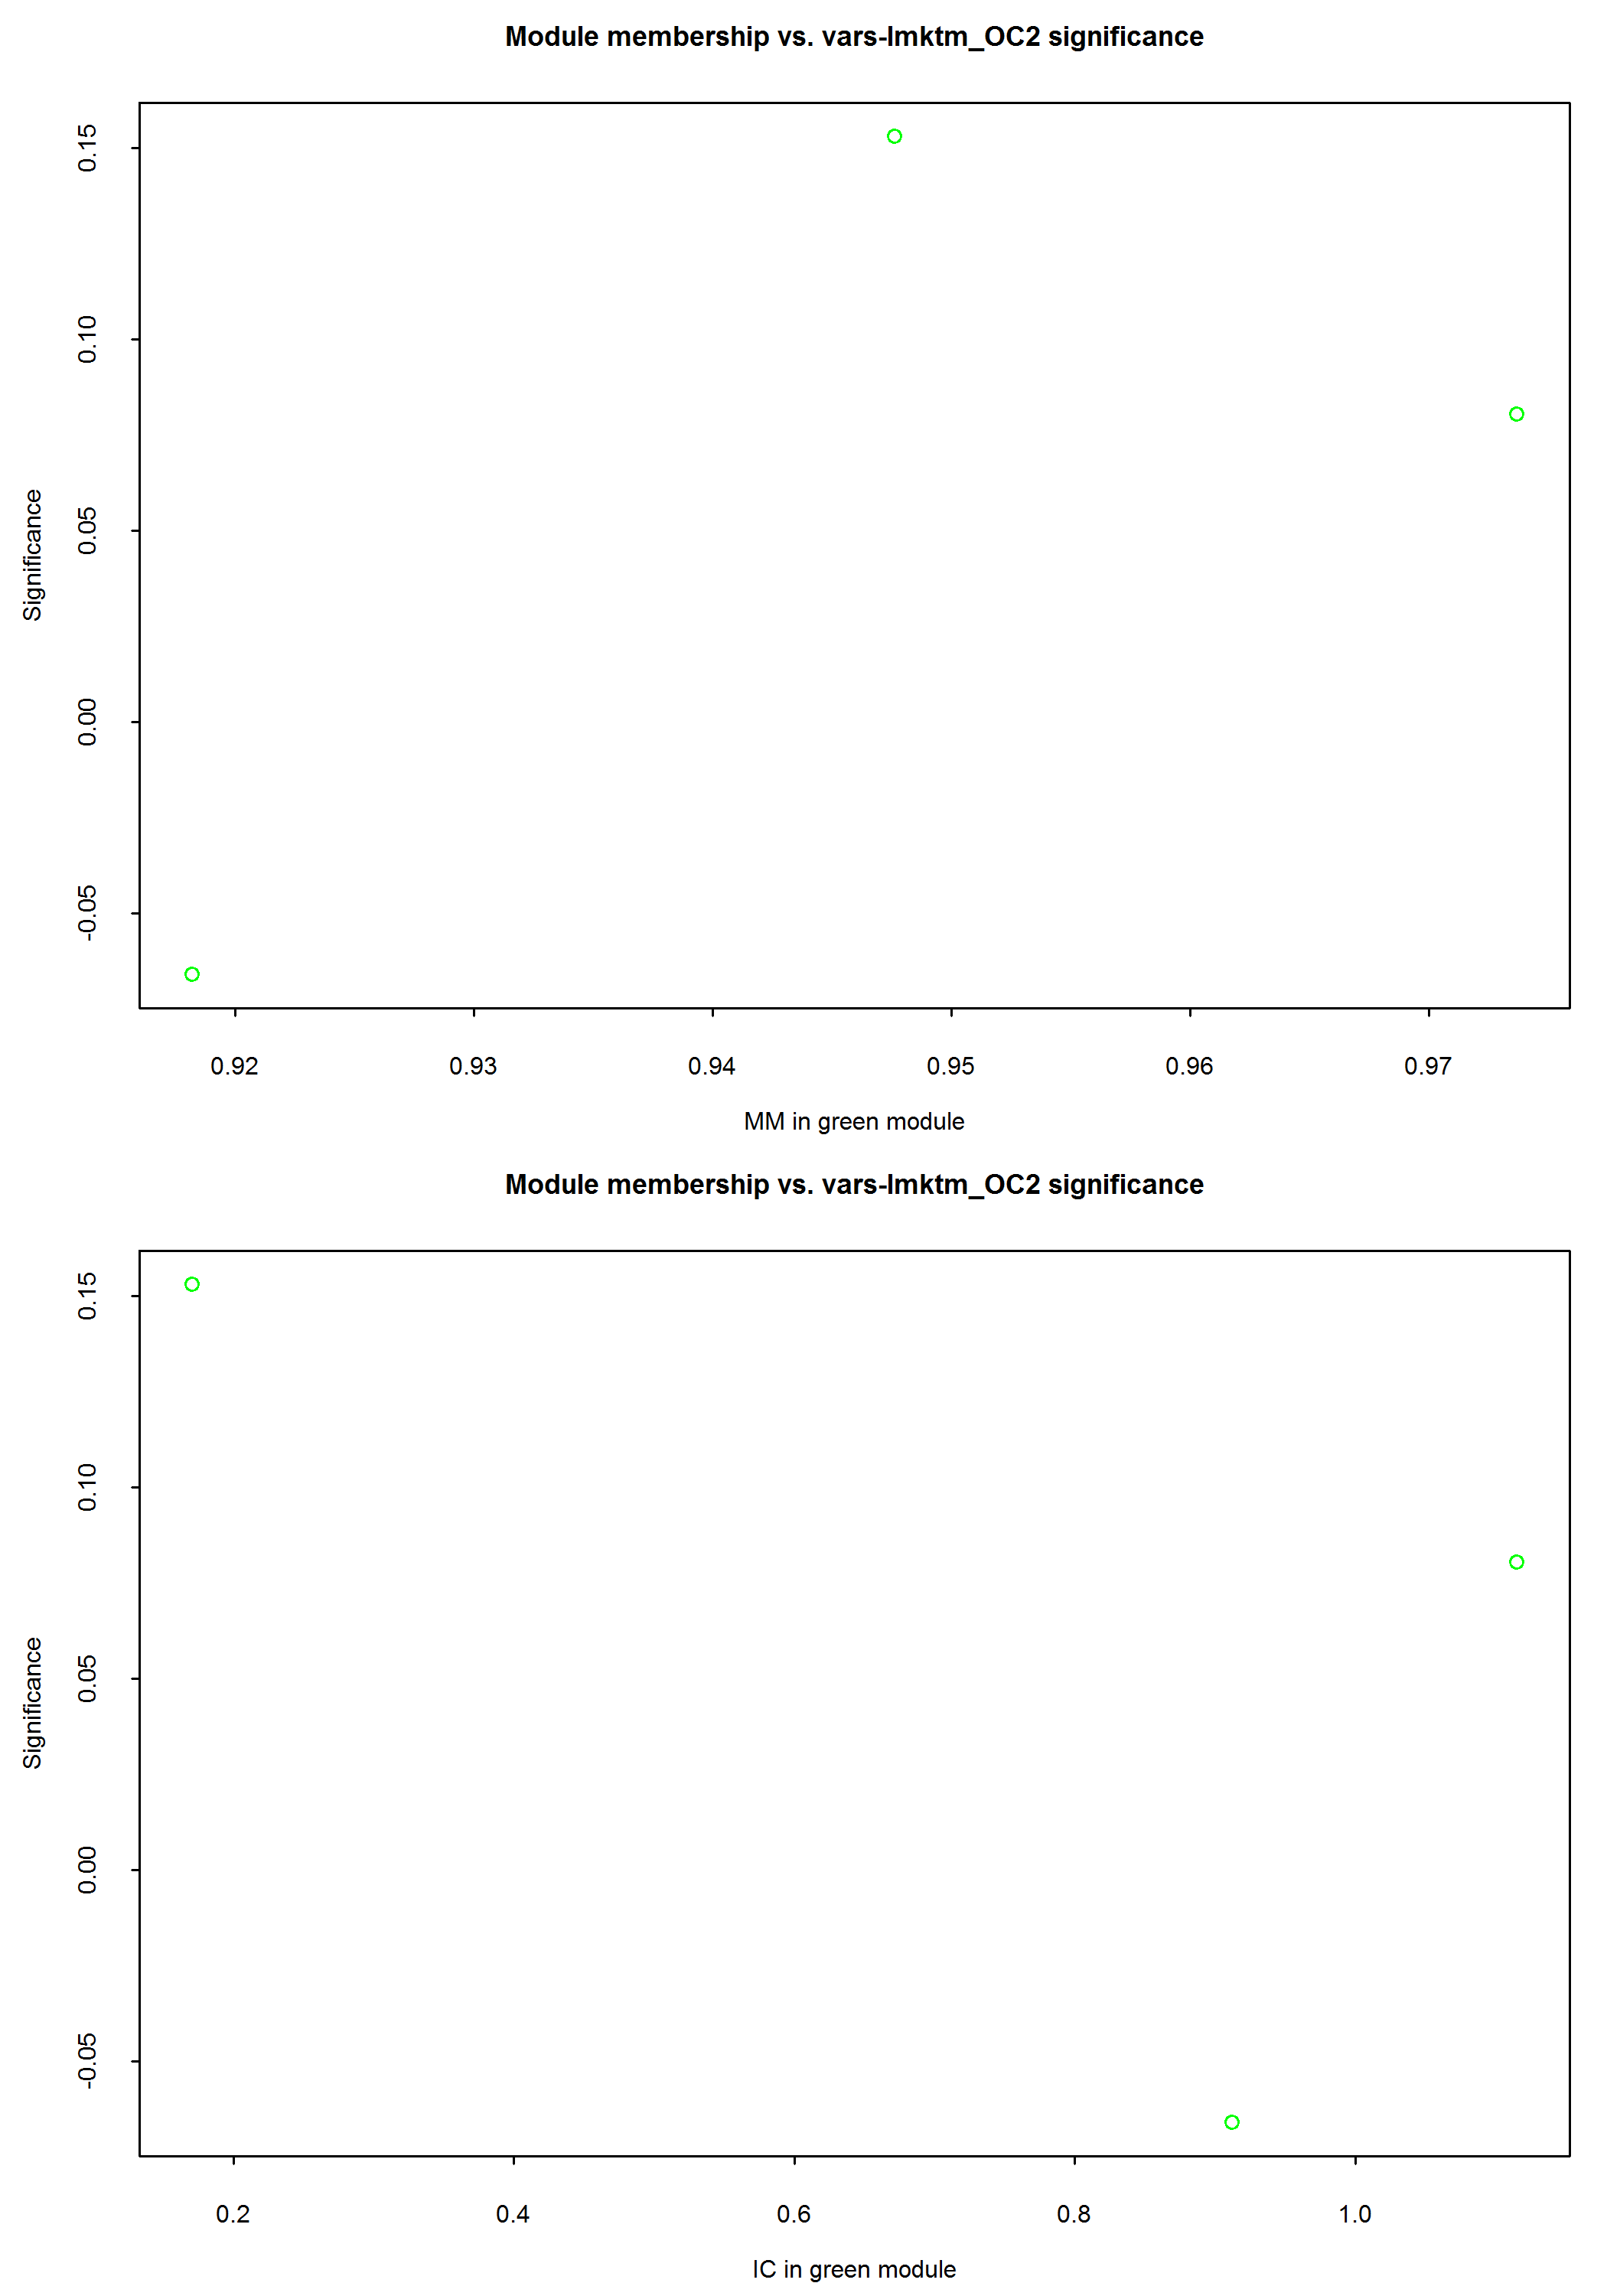 Module membership vs. vars-lmktm_OC2 significance
0.15
0.10
0.05
0.00
-0.05
Significance
0.92 0.93 0.94 0.95 0.96 0.97
MM in green module
Module membership vs. vars-lmktm_OC2 significance
0.15
0.10
0.05
0.00
-0.05
Significance
0.2 0.4 0.6 0.8 1.0
IC in green module